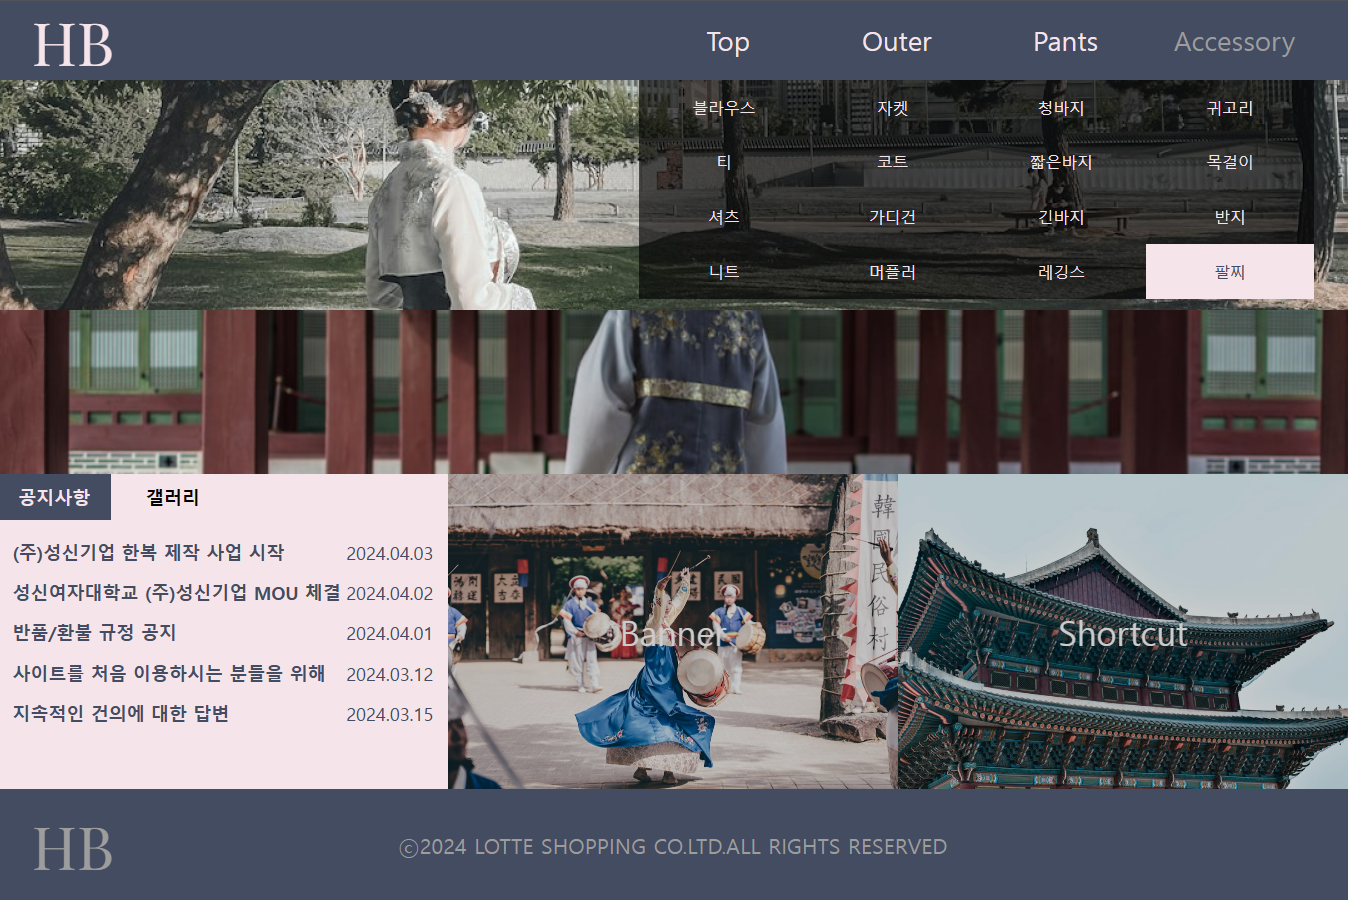 HB
Top Outer Pants Accessory
블라우스 자켓 청바지 귀고리
티 코트 짧은바지 목걸이
셔츠 가디건 긴바지 반지
니트 머플러 레깅스 팔찌
공지사항 갤러리
(주)성신기업 한복 제작 사업 시작 2024.04.03
성신여자대학교 (주)성신기업 MOU 체결 2024.04.02
반품/환불 규정 공지 2024.04.01
사이트를 처음 이용하시는 분들을 위해 2024.03.12
지속적인 건의에 대한 답변 2024.03.15
韓國民俗村
Banner
Shortcut
HB
ⓒ2024 LOTTE SHOPPING CO.LTD.ALL RIGHTS RESERVED